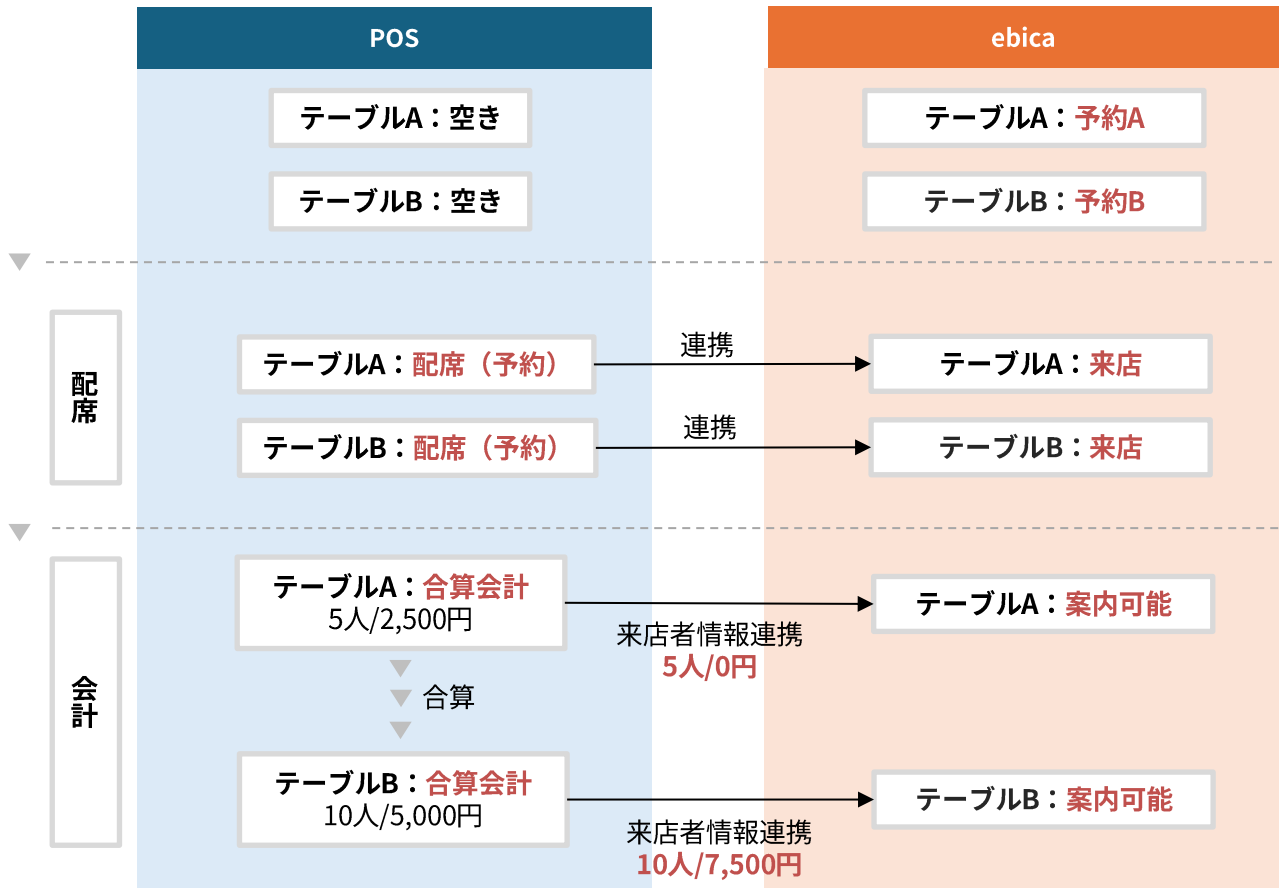 POS
ebica
テーブルA：空き
テーブルA：予約A
テーブルB：空き
テーブルB：予約B
配席
テーブルA：配席（予約）
連携
テーブルA：来店
テーブルB：配席（予約）
連携
テーブルB：来店
会計
テーブルA：合算会計
5人/2,500円
来店者情報連携
5人/0円
テーブルA：案内可能
合算
テーブルB：合算会計
10人/5,000円
来店者情報連携
10人/7,500円
テーブルB：案内可能